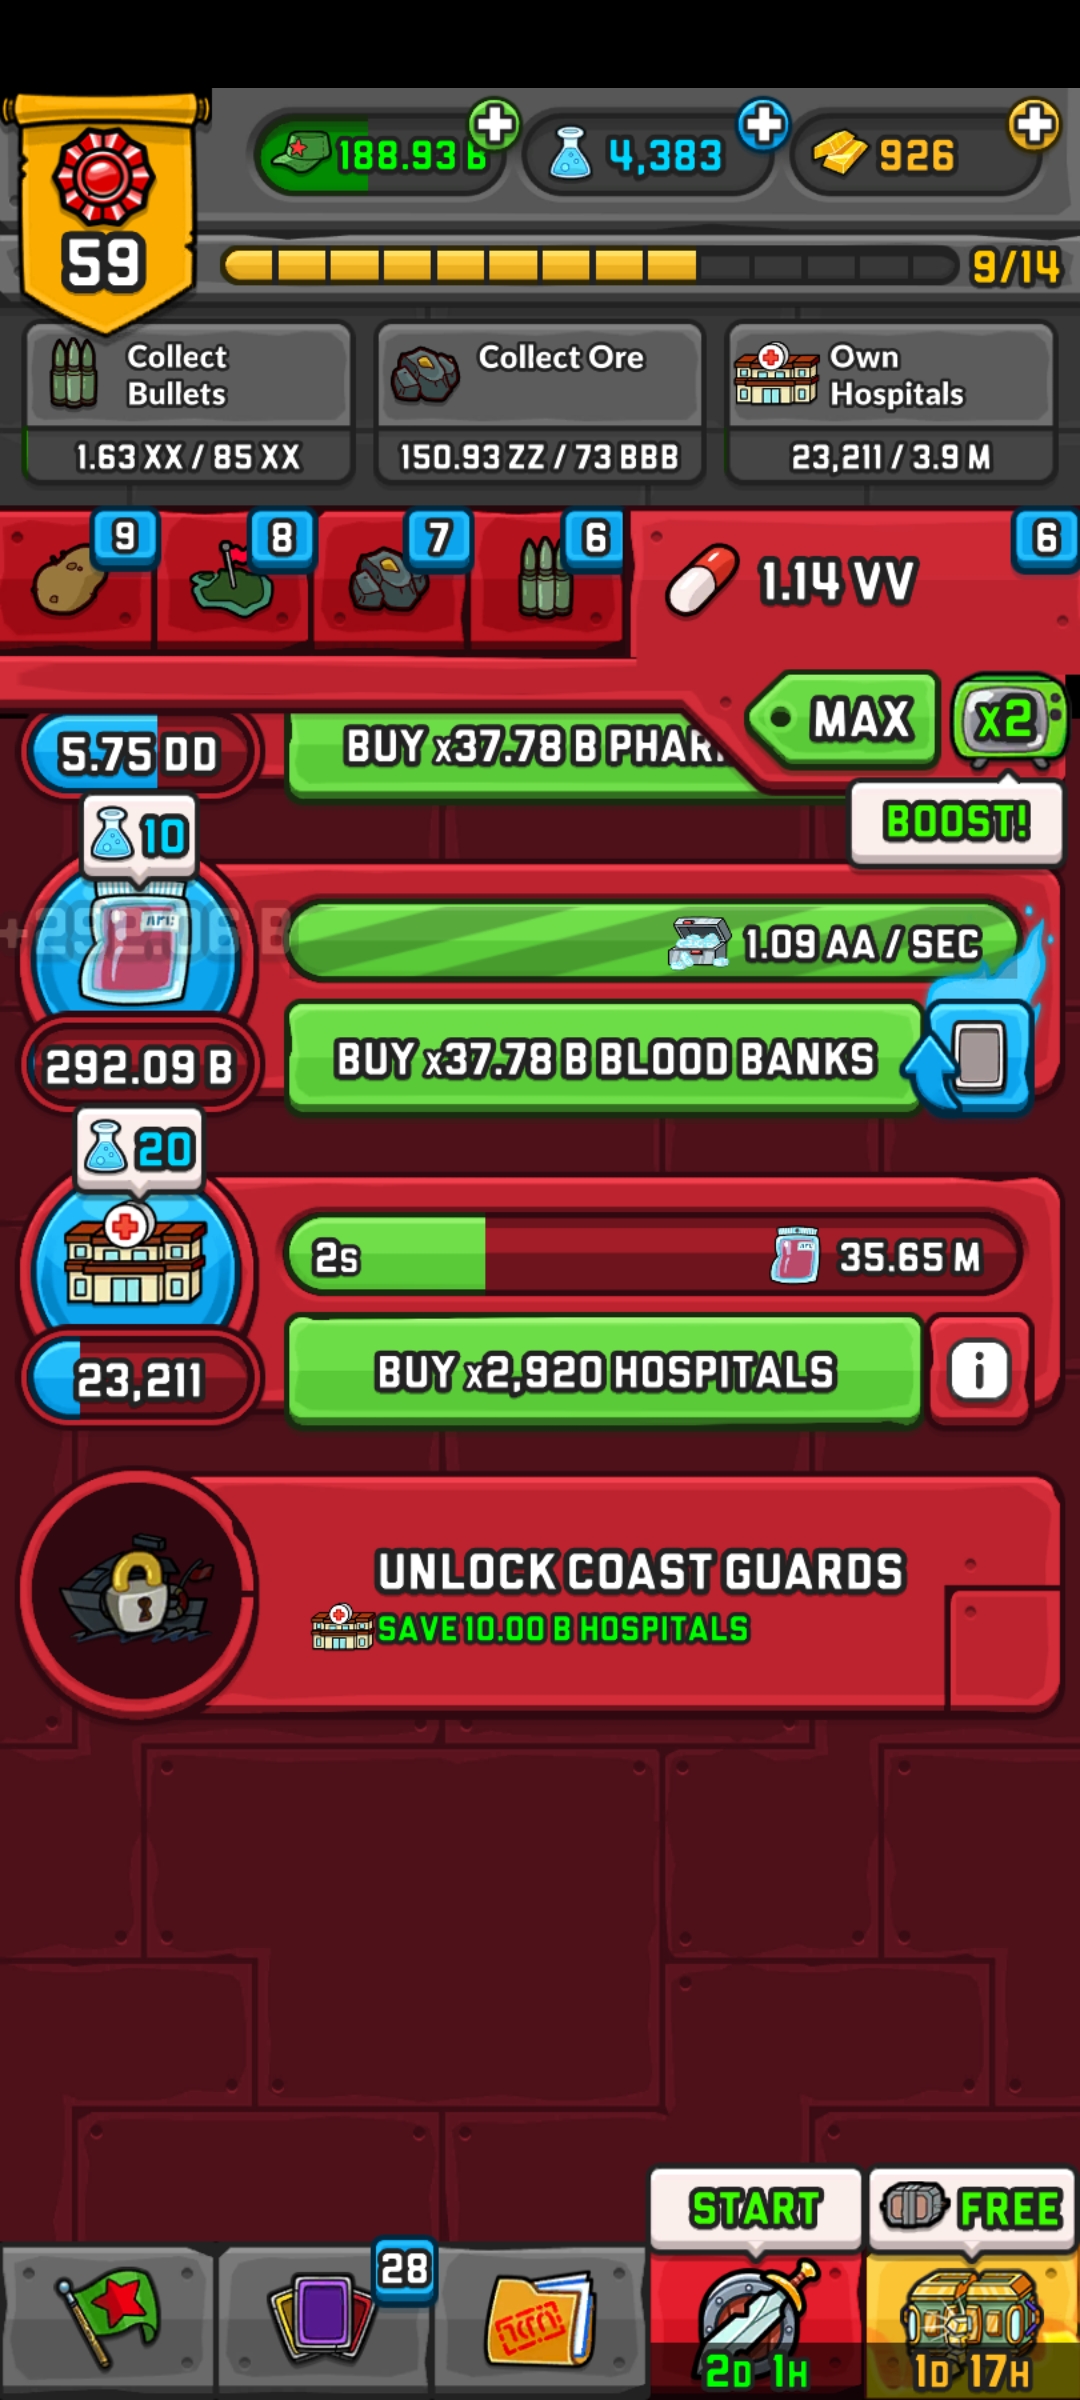 188.93 B
4,383
926
59
9/14
Collect
Bullets
Collect Ore
Own
Hospitals
1.63 XX / 85 XX
150.93 ZZ / 73 BBB
23,211 / 3.9 M
9
8
7
6
1.14 VV
6
MAX
x2
5.75 DD
BUY x37.78 B PHAR
BOOST!
10
+292.06 B
1.09 AA / SEC
BUY x37.78 B BLOOD BANKS
292.09 B
20
2s
35.65 M
BUY x2,920 HOSPITALS
23,211
i
UNLOCK COAST GUARDS
SAVE 10.00 B HOSPITALS
START
FREE
28
2D 1H
1D 17H